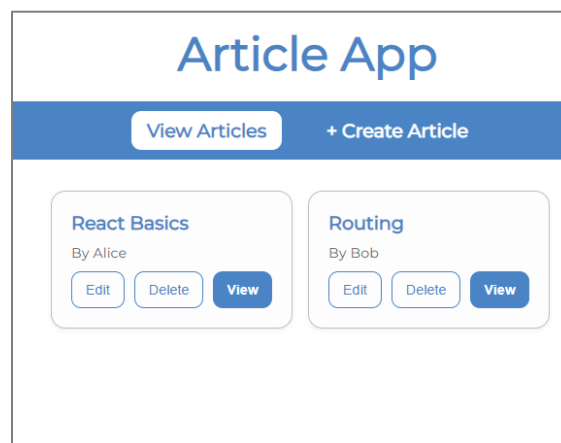 Article App
View Articles + Create Article
React Basics
By Alice
Edit Delete View
Routing
By Bob
Edit Delete View